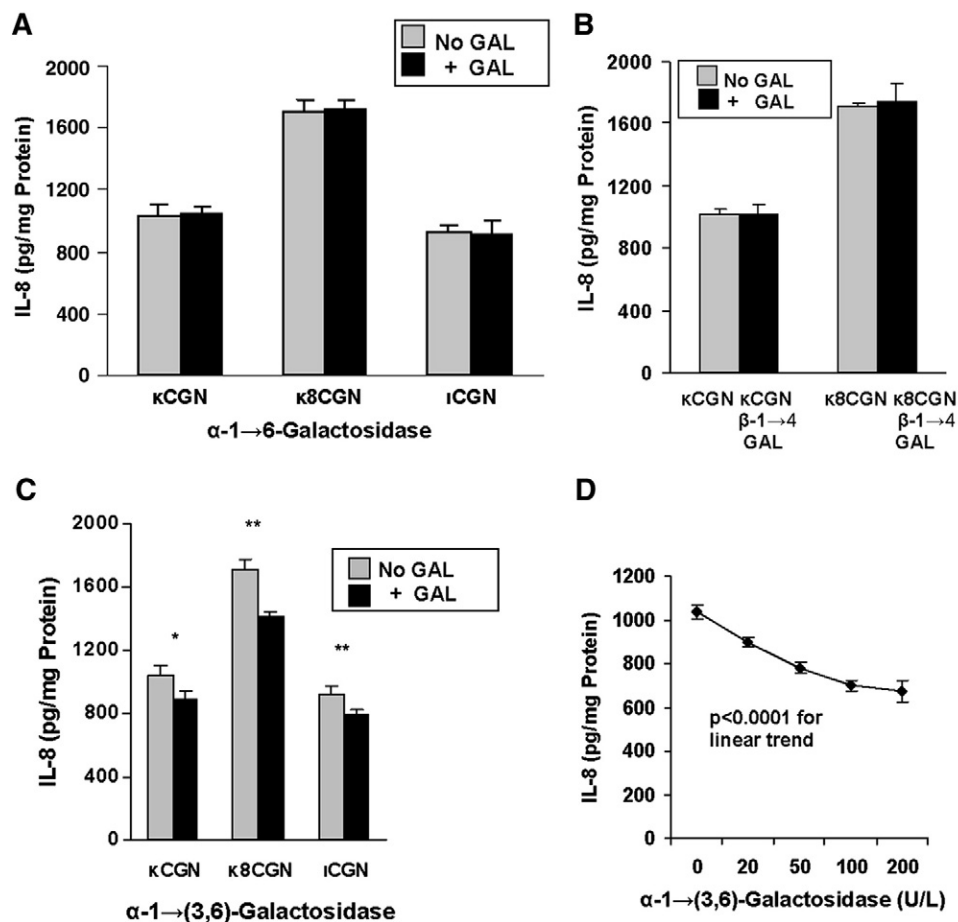 A
No GAL
+ GAL
IL-8 (pg/mg Protein)
2000
1600
1200
800
400
0
κCGN κ8CGN ıCGN
α-1→6-Galactosidase
B
No GAL
+ GAL
IL-8 (pg/mg Protein)
2000
1600
1200
800
400
0
κCGN κCGN κ8CGN κ8CGN
β-1→4 β-1→4
GAL GAL
C
No GAL
+ GAL
IL-8 (pg/mg Protein)
2000
1600
1200
800
400
0
*
**
**
κCGN κ8CGN ıCGN
α-1→(3,6)-Galactosidase
D
IL-8 (pg/mg Protein)
1200
1000
800
600
400
200
0
p<0.0001 for
linear trend
0 20 50 100 200
α-1→(3,6)-Galactosidase (U/L)